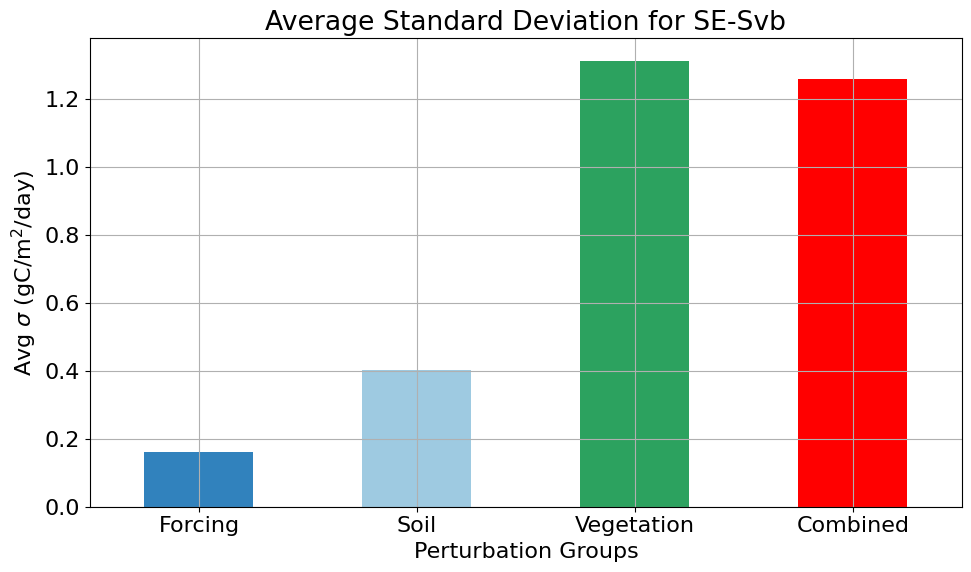 Average Standard Deviation for SE-Svb
Avg σ (gC/m²/day)
1.2
1.0
0.8
0.6
0.4
0.2
0.0
Forcing Soil Vegetation Combined
Perturbation Groups